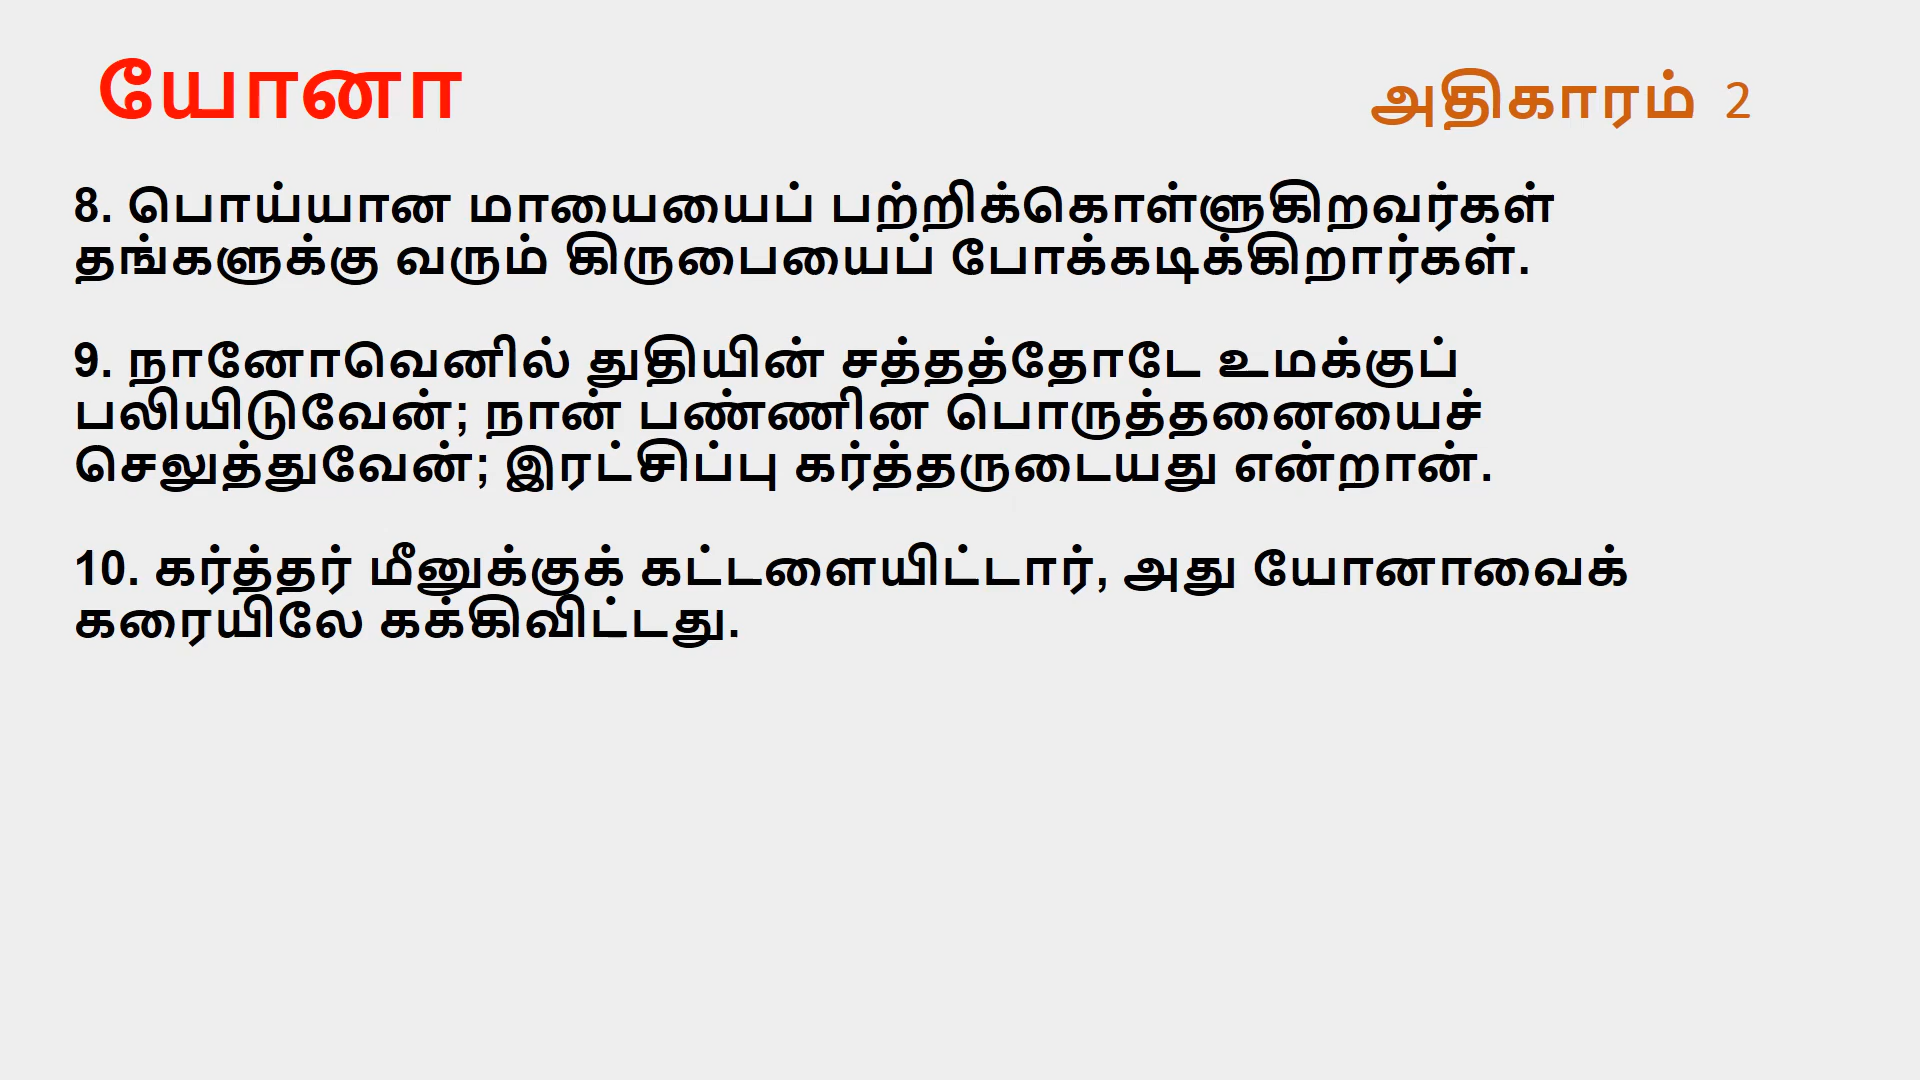 யோனா
அதிகாரம் 2
8. பொய்யான மாயையைப் பற்றிக்கொள்ளுகிறவர்கள்
தங்களுக்கு வரும் கிருபையைப் போக்கடிக்கிறார்கள்.
9. நானோவெனில் துதியின் சத்தத்தோடே உமக்குப்
பலியிடுவேன்; நான் பண்ணின பொருத்தனையைச்
செலுத்துவேன்; இரட்சிப்பு கர்த்தருடையது என்றான்.
10. கர்த்தர் மீனுக்குக் கட்டளையிட்டார், அது யோனாவைக்
கரையிலே கக்கிவிட்டது.